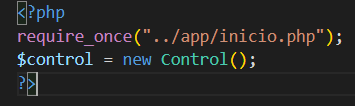 <?php
require_once("../app/inicio.php");
$control = new Control();
?>